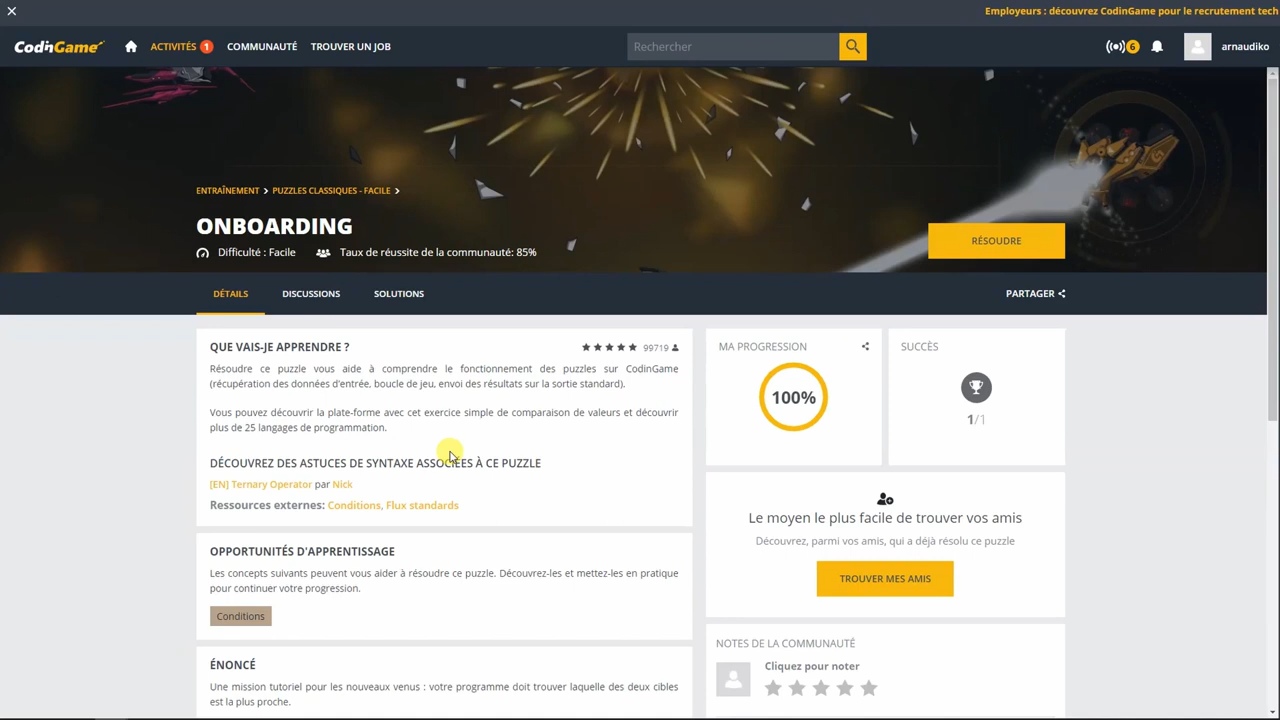 Employeurs : découvrez CodinGame pour le recrutement tech
CODINGAME
ACTIVITÉS 1
COMMUNAUTÉ
TROUVER UN JOB
Rechercher
6
arnaudiko
ENTRAÎNEMENT > PUZZLES CLASSIQUES - FACILE >
ONBOARDING
Difficulté : Facile
Taux de réussite de la communauté: 85%
RÉSOUDRE
DÉTAILS
DISCUSSIONS
SOLUTIONS
PARTAGER
QUE VAIS-JE APPRENDRE ?
99719
Résoudre ce puzzle vous aide à comprendre le fonctionnement des puzzles sur CodinGame
(récupération des données d'entrée, boucle de jeu, envoi des résultats sur la sortie standard).
Vous pouvez découvrir la plate-forme avec cet exercice simple de comparaison de valeurs et découvrir
plus de 25 langages de programmation.
DÉCOUVREZ DES ASTUCES DE SYNTAXE ASSOCIÉES À CE PUZZLE
[EN] Ternary Operator par Nick
Ressources externes: Conditions, Flux standards
OPPORTUNITÉS D'APPRENTISSAGE
Les concepts suivants peuvent vous aider à résoudre ce puzzle. Découvrez-les et mettez-les en pratique
pour continuer votre progression.
Conditions
ÉNONCÉ
Une mission tutoriel pour les nouveaux venus : votre programme doit trouver laquelle des deux cibles
est la plus proche.
MA PROGRESSION
100%
SUCCÈS
1/1
Le moyen le plus facile de trouver vos amis
Découvrez, parmi vos amis, qui a déjà résolu ce puzzle
TROUVER MES AMIS
NOTES DE LA COMMUNAUTÉ
Cliquez pour noter